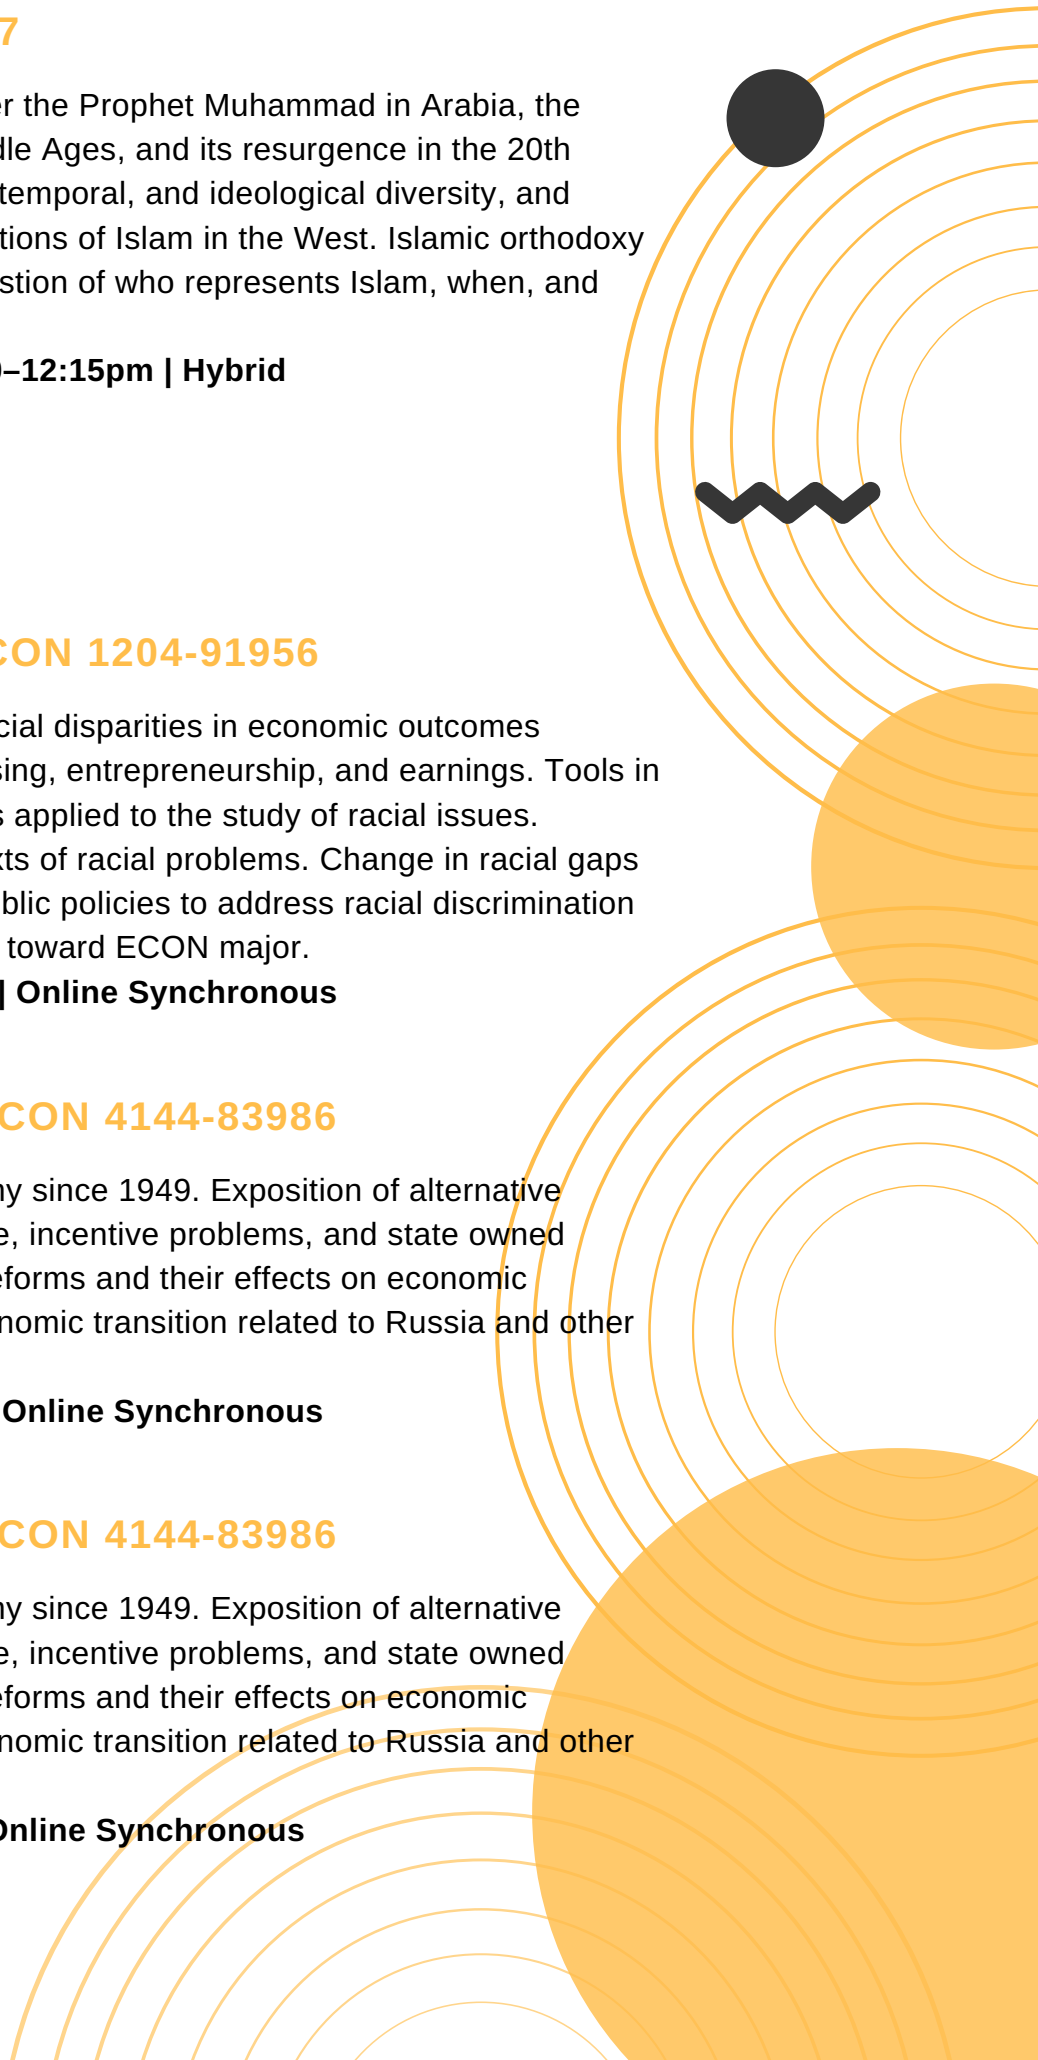 7
er the Prophet Muhammad in Arabia, the
dle Ages, and its resurgence in the 20th
temporal, and ideological diversity, and
tions of Islam in the West. Islamic orthodoxy
stion of who represents Islam, when, and
–12:15pm | Hybrid
CON 1204-91956
cial disparities in economic outcomes
sing, entrepreneurship, and earnings. Tools in
s applied to the study of racial issues.
xts of racial problems. Change in racial gaps
blic policies to address racial discrimination
toward ECON major.
| Online Synchronous
CON 4144-83986
ny since 1949. Exposition of alternative
e, incentive problems, and state owned
eforms and their effects on economic
nomic transition related to Russia and other
Online Synchronous
CON 4144-83986
ny since 1949. Exposition of alternative
e, incentive problems, and state owned
eforms and their effects on economic
nomic transition related to Russia and other
Online Synchronous